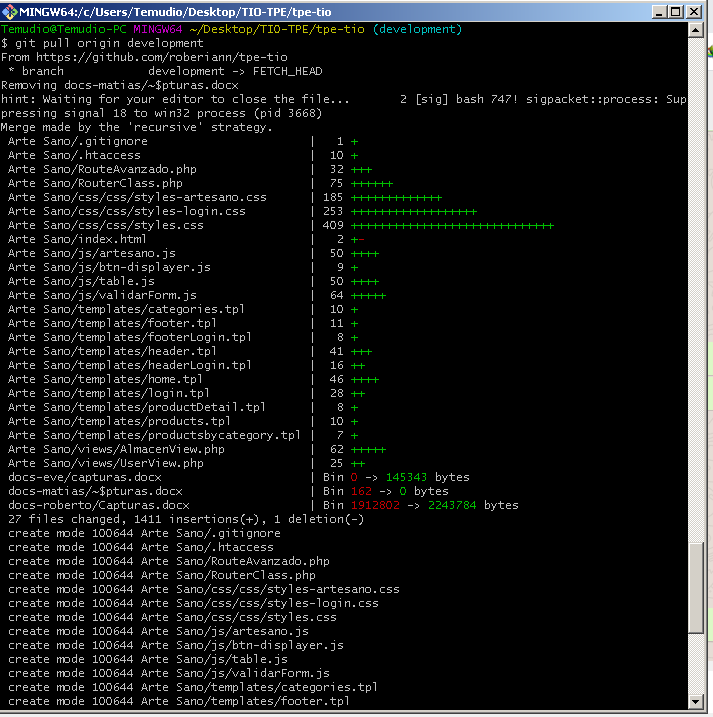 MINGW64:/c/Users/Temudio/Desktop/TIO-TPE/tpe-tio
Temudio@Temudio-PC MINGW64 ~/Desktop/TIO-TPE/tpe-tio (development)
$ git pull origin development
From https://github.com/roberiann/tpe-tio
 * branch            development -> FETCH_HEAD
Removing docs-matias/~$pturas.docx
hint: Waiting for your editor to close the file...       2 [sig] bash 747! sigpacket::process: Sup
pressing signal 18 to win32 process (pid 3668)
Merge made by the 'recursive' strategy.
 Arte Sano/.gitignore                       |   1 +
 Arte Sano/.htaccess                        |  10 +
 Arte Sano/RouteAvanzado.php                |  32 +++
 Arte Sano/RouterClass.php                  |  75 ++++++
 Arte Sano/css/css/styles-artesano.css      | 185 +++++++++++++
 Arte Sano/css/css/styles-login.css         | 253 ++++++++++++++++++
 Arte Sano/css/css/styles.css               | 409 +++++++++++++++++++++++++++++
 Arte Sano/index.html                       |   2 +-
 Arte Sano/js/artesano.js                   |  50 ++++
 Arte Sano/js/btn-displayer.js              |   9 +
 Arte Sano/js/table.js                      |  50 ++++
 Arte Sano/js/validarForm.js                |  64 +++++
 Arte Sano/templates/categories.tpl         |  10 +
 Arte Sano/templates/footer.tpl             |  11 +
 Arte Sano/templates/footerLogin.tpl        |   8 +
 Arte Sano/templates/header.tpl             |  41 +++
 Arte Sano/templates/headerLogin.tpl        |  16 ++
 Arte Sano/templates/home.tpl               |  46 ++++
 Arte Sano/templates/login.tpl              |  28 ++
 Arte Sano/templates/productDetail.tpl      |   8 +
 Arte Sano/templates/products.tpl           |  10 +
 Arte Sano/templates/productsbycategory.tpl |   7 +
 Arte Sano/views/AlmacenView.php            |  62 +++++
 Arte Sano/views/UserView.php               |  25 ++
 docs-eve/capturas.docx                     | Bin 0 -> 145343 bytes
 docs-matias/~$pturas.docx                  | Bin 162 -> 0 bytes
 docs-roberto/Capturas.docx                 | Bin 1912802 -> 2243784 bytes
 27 files changed, 1411 insertions(+), 1 deletion(-)
 create mode 100644 Arte Sano/.gitignore
 create mode 100644 Arte Sano/.htaccess
 create mode 100644 Arte Sano/RouteAvanzado.php
 create mode 100644 Arte Sano/RouterClass.php
 create mode 100644 Arte Sano/css/css/styles-artesano.css
 create mode 100644 Arte Sano/css/css/styles-login.css
 create mode 100644 Arte Sano/css/css/styles.css
 create mode 100644 Arte Sano/js/artesano.js
 create mode 100644 Arte Sano/js/btn-displayer.js
 create mode 100644 Arte Sano/js/table.js
 create mode 100644 Arte Sano/js/validarForm.js
 create mode 100644 Arte Sano/templates/categories.tpl
 create mode 100644 Arte Sano/templates/footer.tpl